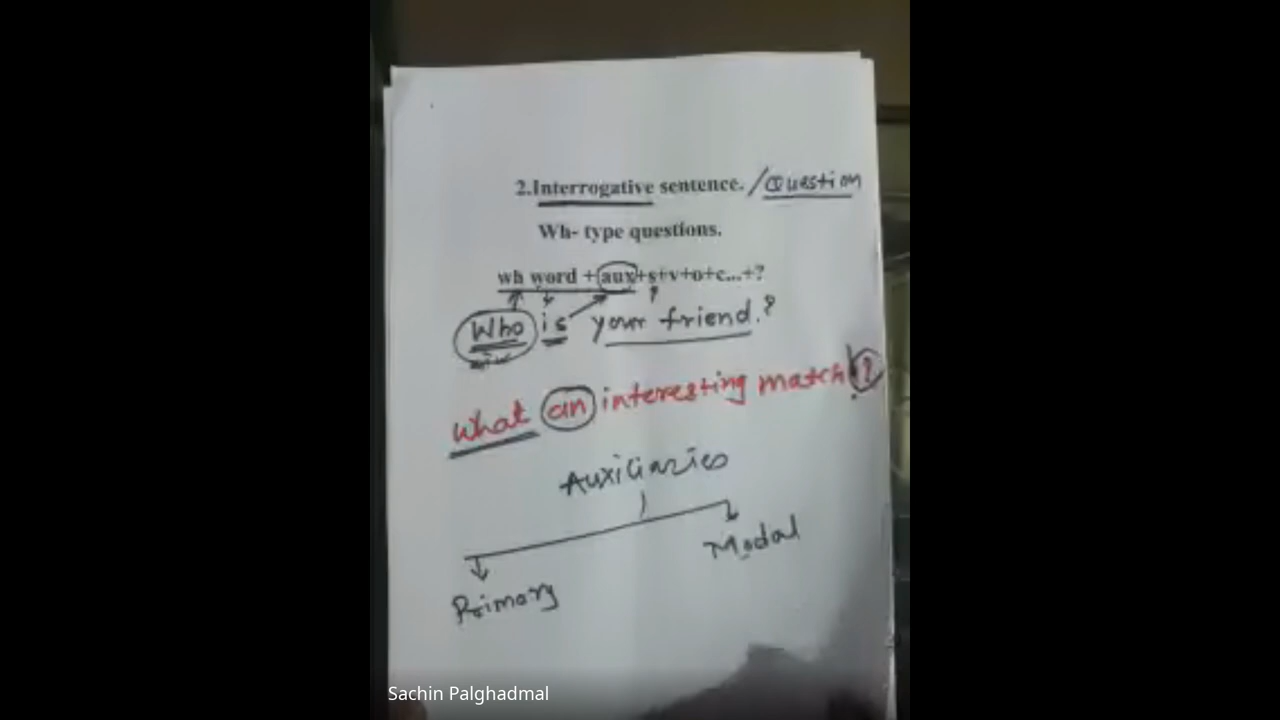 2.Interrogative sentence. /Question
Wh- type questions.
wh word +aux+s+v+o+c...+?
Who is your friend.?
What an interesting match!?
Auxiliaries
Modal
Primary
Sachin Palghadmal